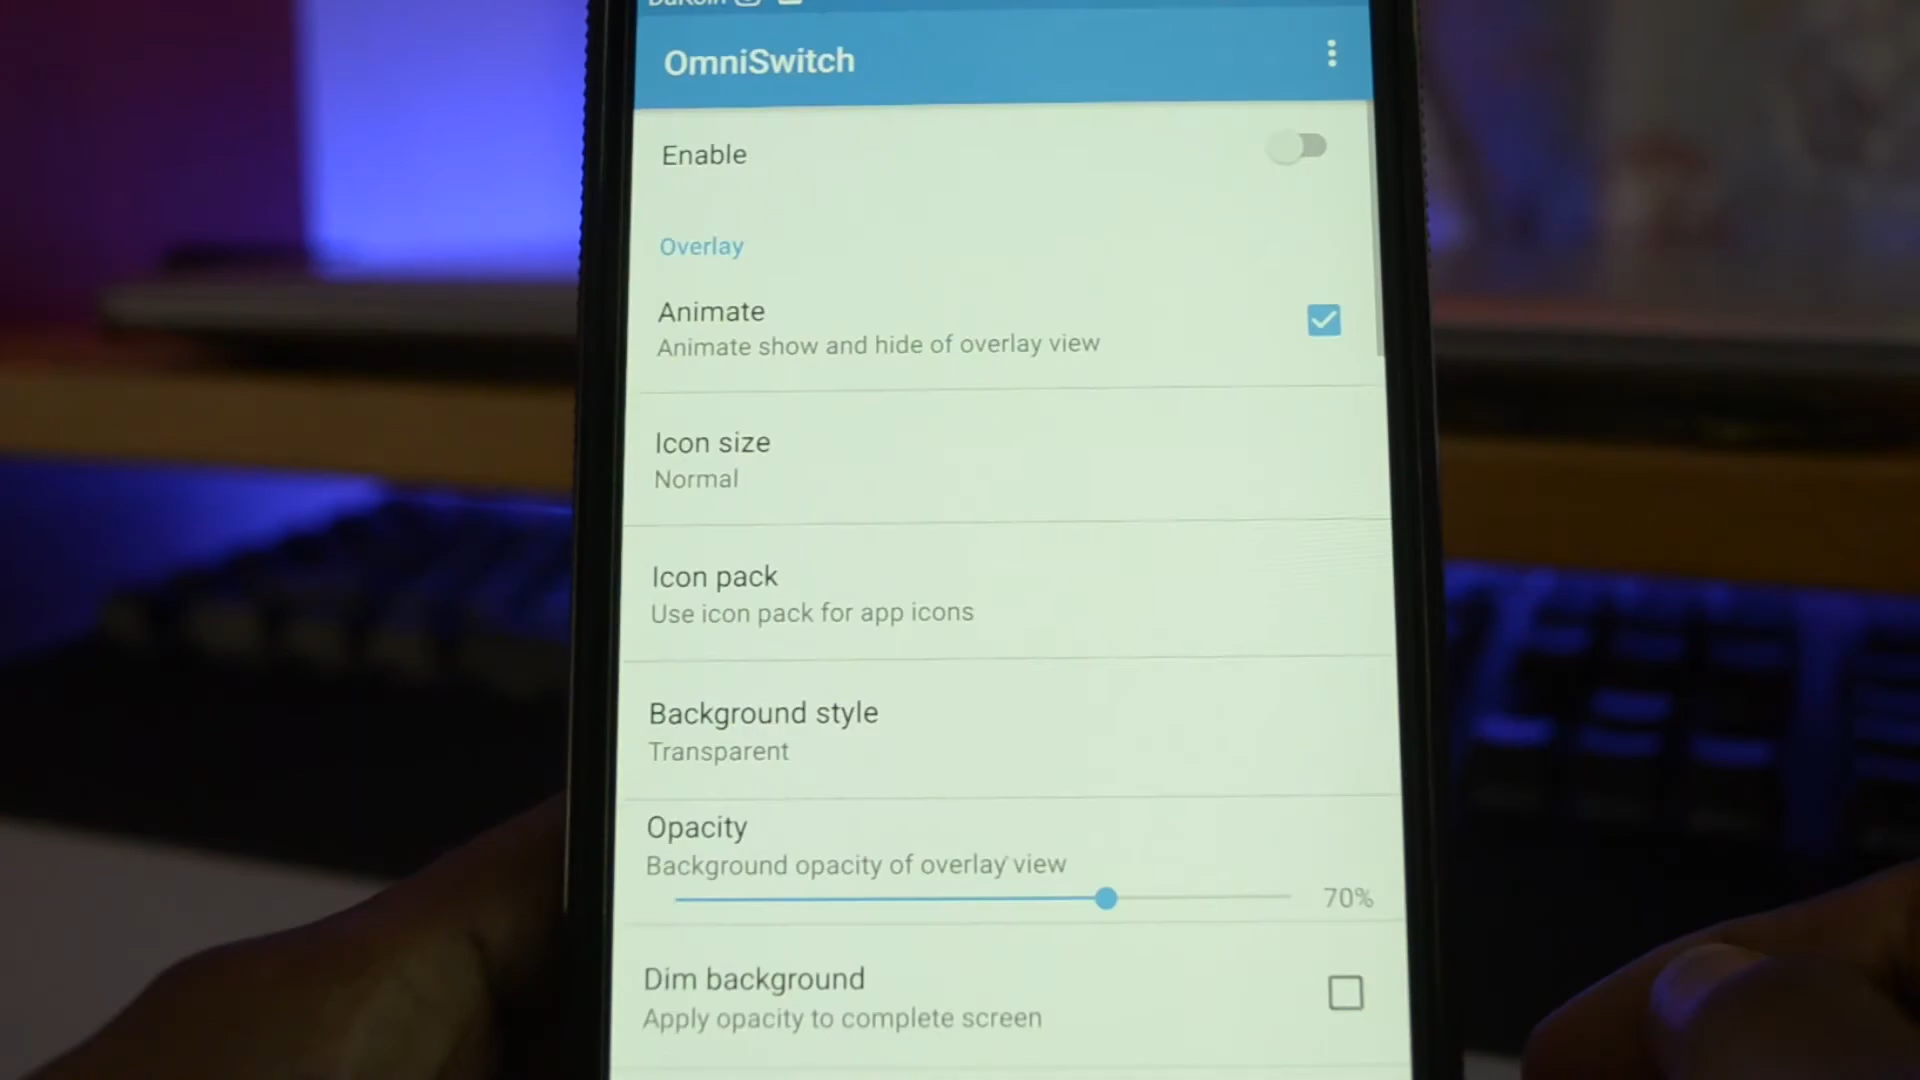 OmniSwitch
Enable
Overlay
Animate
Animate show and hide of overlay view
Icon size
Normal
Icon pack
Use icon pack for app icons
Background style
Transparent
Opacity
Background opacity of overlay view
70%
Dim background
Apply opacity to complete screen